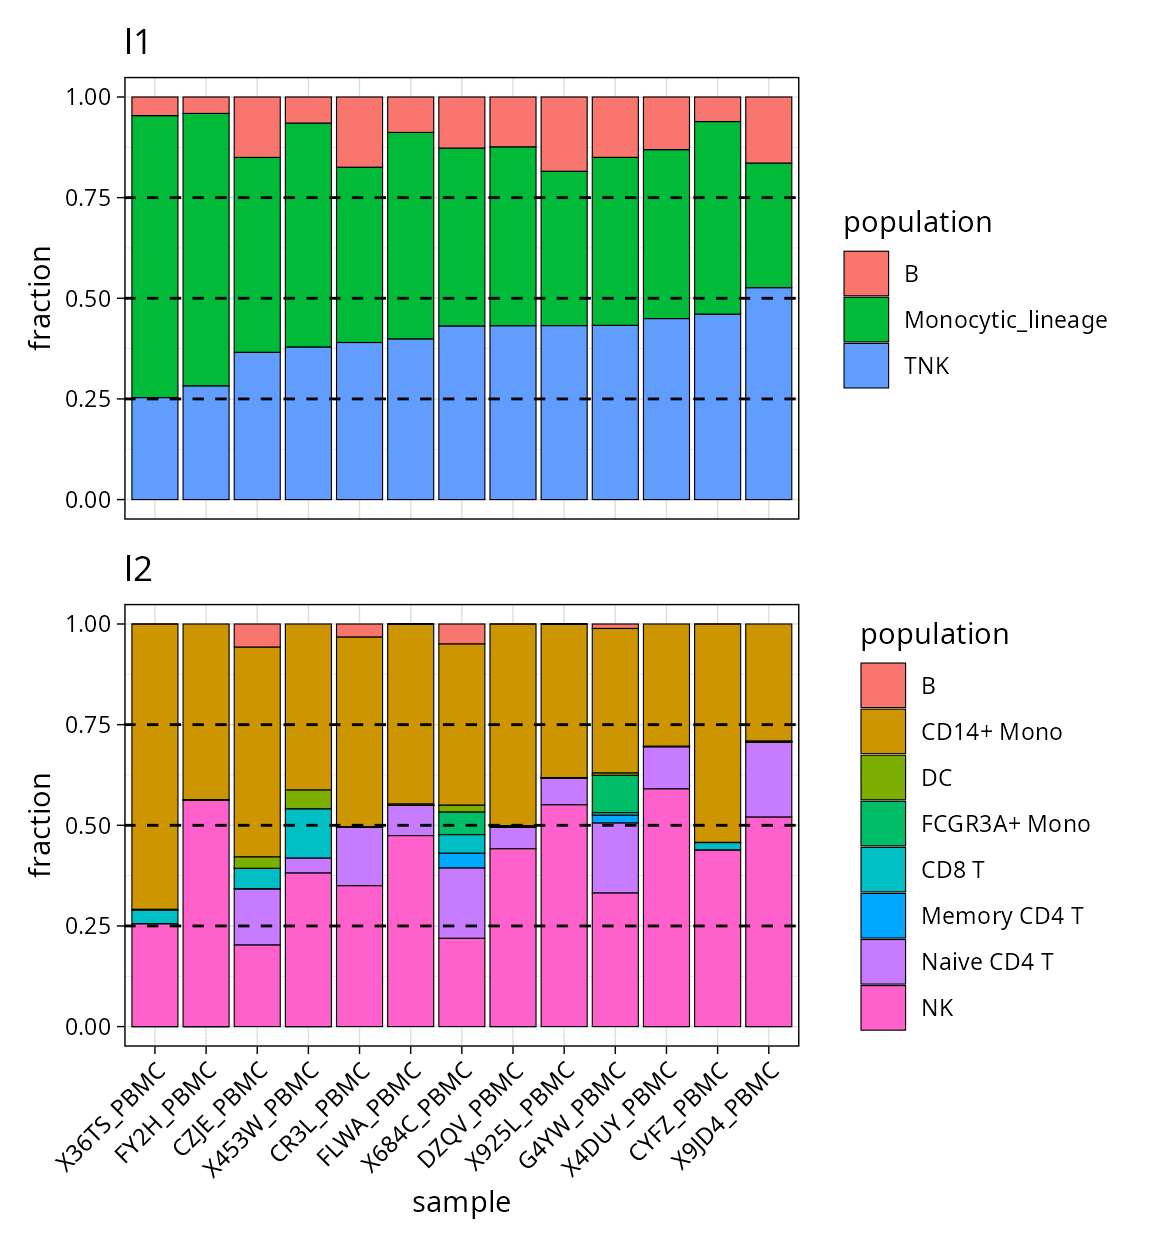 l1
1.00
0.75
0.50
0.25
0.00
fraction
population
B
Monocytic_lineage
TNK
l2
1.00
0.75
0.50
0.25
0.00
fraction
population
B
CD14+ Mono
DC
FCGR3A+ Mono
CD8 T
Memory CD4 T
Naive CD4 T
NK
X36TS_PBMC
FY2H_PBMC
CZJE_PBMC
X453W_PBMC
CR3L_PBMC
FLWA_PBMC
X684C_PBMC
DZQV_PBMC
X925L_PBMC
G4YW_PBMC
X4DUY_PBMC
CYFZ_PBMC
X9JD4_PBMC
sample